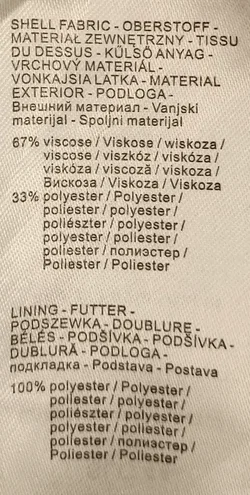 SHELL FABRIC - OBERSTOFF -
MATERIAŁ ZEWNĘTRZNY - TISSU
DU DESSUS - KÜLSŐ ANYAG -
VRCHOVÝ MATERIÁL -
VONKAJSIA LATKA - MATERIAL
EXTERIOR - PODLOGA -
Внешний материал - Vanjski
materijal - Spoljni materijal
67% viscose / Viskose / wiskoza /
viscose / viszkóz / viskóza /
viskóza / viscoză / viskoza /
Вискоза / Viskoza / Viskoza
33% polyester / Polyester /
poliester / polyester /
poliészter / polyester /
polyester / poliester /
poliester / полиэстер /
Poliester / Poliester
LINING - FUTTER -
PODSZEWKA - DOUBLURE -
BÉLÉS - PODŠÍVKA - PODŠÍVKA -
DUBLURĂ - PODLOGA -
подкладка - Podstava - Postava
100% polyester / Polyester /
poliester / polyester /
poliészter / polyester /
polyester / poliester /
poliester / полиэстер /
Poliester / Poliester